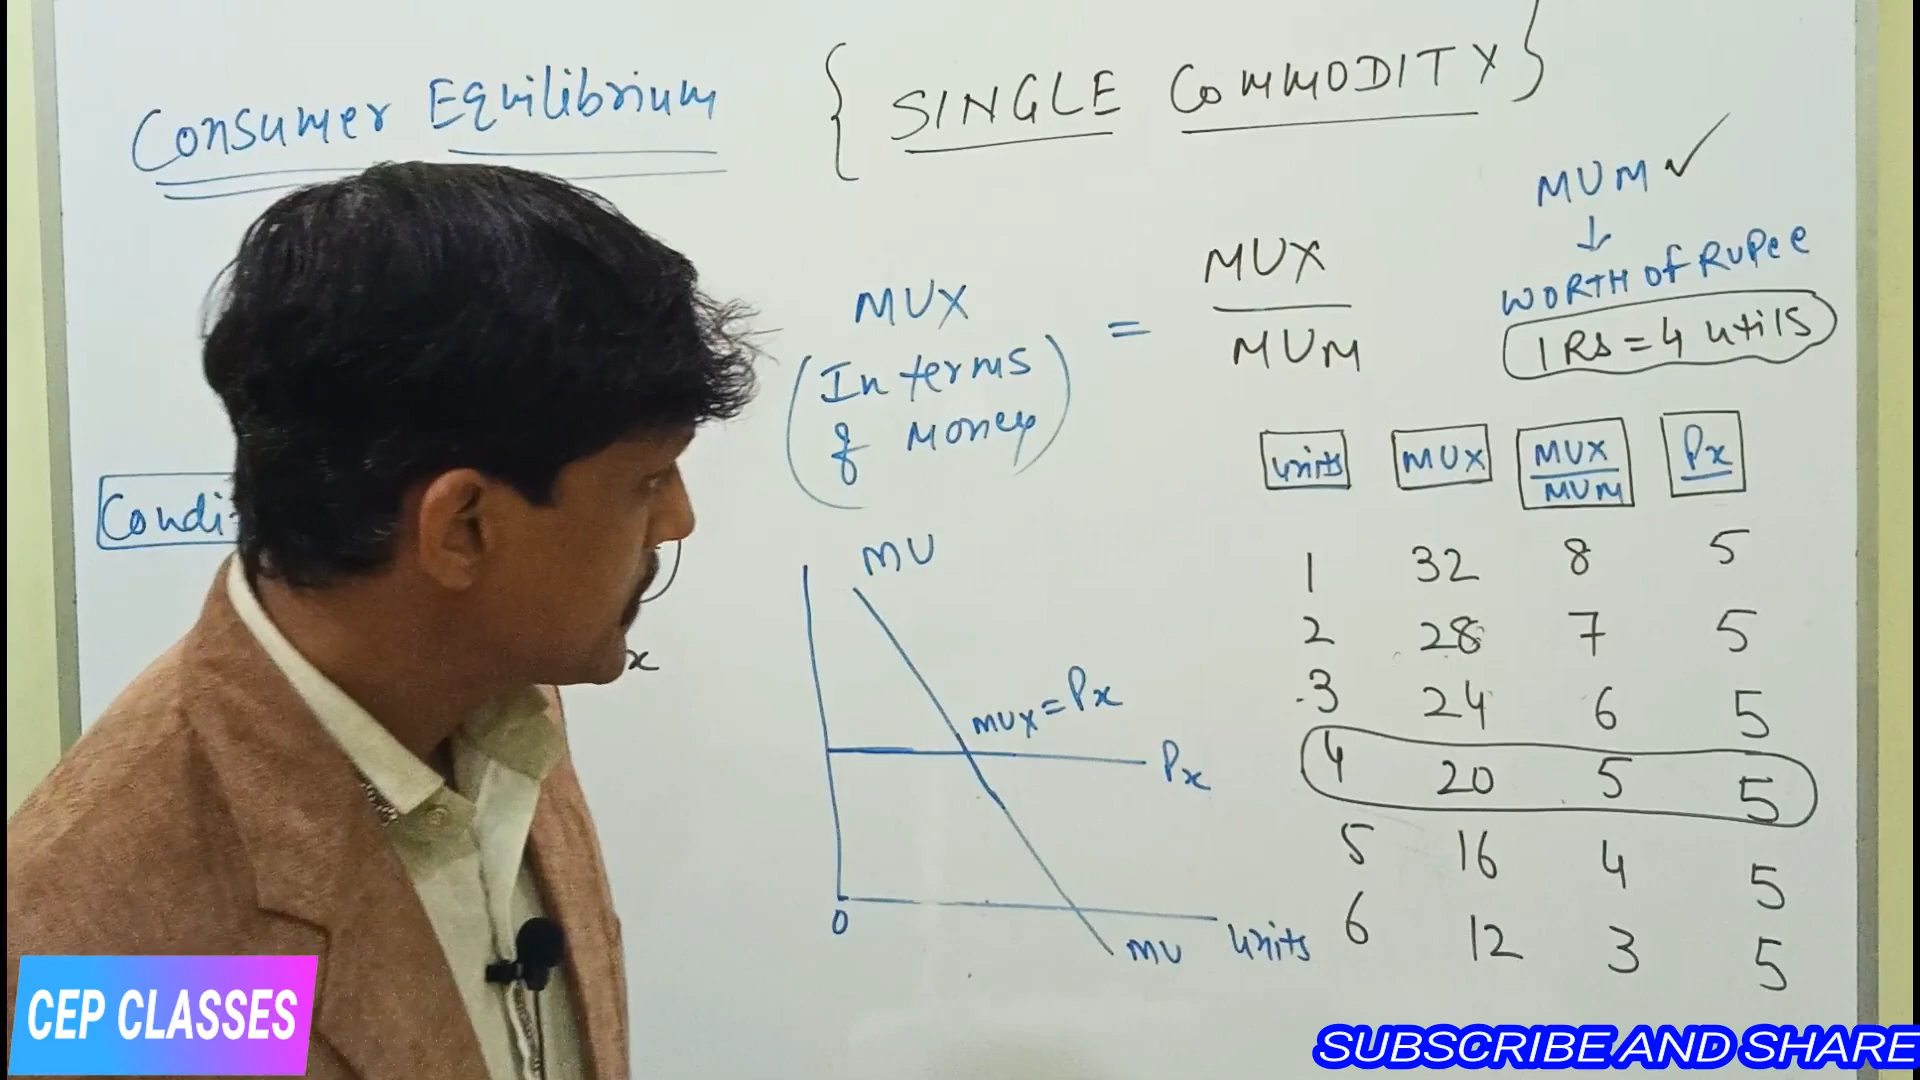 Consumer Equilibrium { SINGLE COMMODITY }
MUM ✓
↓
WORTH OF RUPEE
1 RS = 4 utils
MUX
(In terms
of Money)
=
MUX
MUM
Condi
x
MU
MUX = Px
Px
0
MU
units
units MUX MUX/MUM Px
1 32 8 5
2 28 7 5
3 24 6 5
4 20 5 5
5 16 4 5
6 12 3 5
CEP CLASSES
SUBSCRIBE AND SHARE